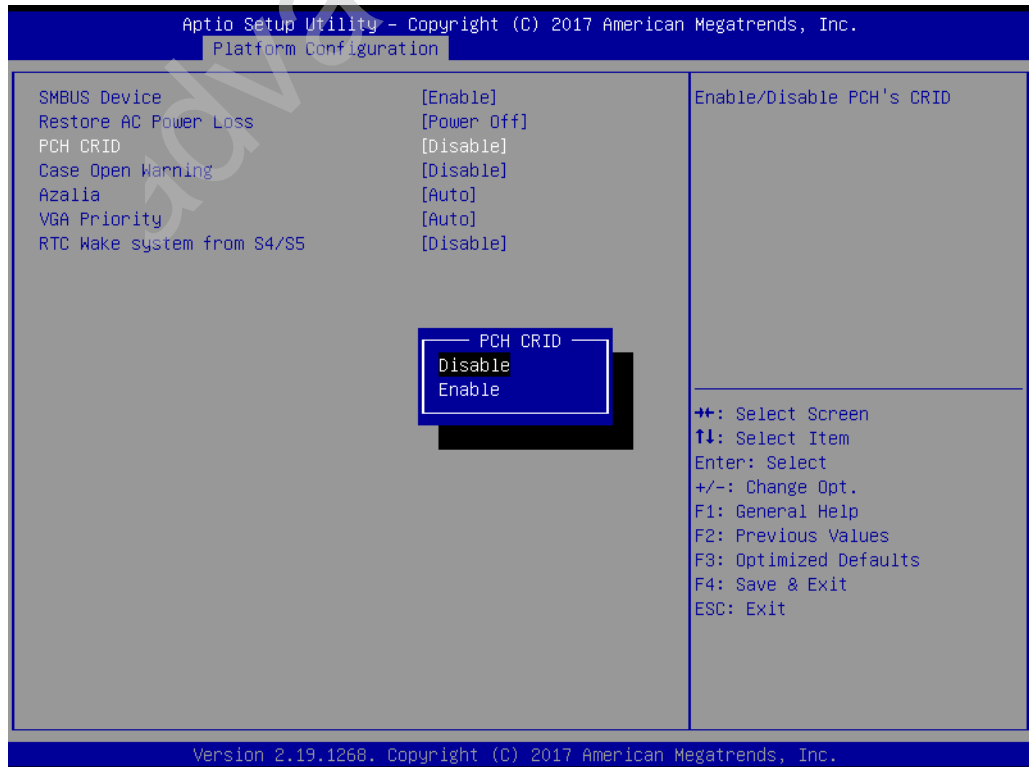 Aptio Setup Utility – Copyright (C) 2017 American Megatrends, Inc.
Platform Configuration
SMBUS Device [Enable]
Restore AC Power Loss [Power Off]
PCH CRID [Disable]
Case Open Warning [Disable]
Azalia [Auto]
VGA Priority [Auto]
RTC Wake system from S4/S5 [Disable]
Enable/Disable PCH's CRID
PCH CRID
Disable
Enable
→←: Select Screen
↑↓: Select Item
Enter: Select
+/-: Change Opt.
F1: General Help
F2: Previous Values
F3: Optimized Defaults
F4: Save & Exit
ESC: Exit
Version 2.19.1268. Copyright (C) 2017 American Megatrends, Inc.